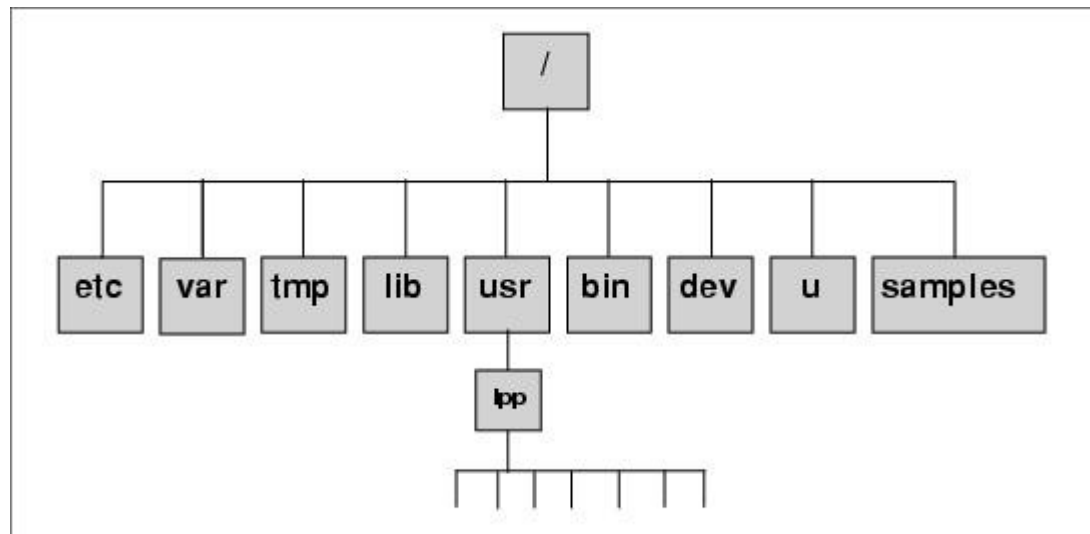 /
etc var tmp lib usr bin dev u samples
lpp